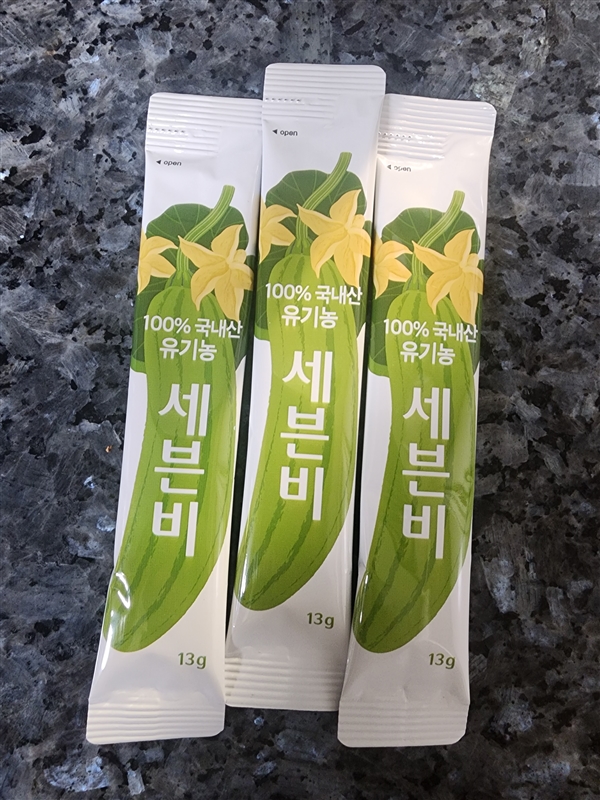 ◀ open
100% 국내산
유기농
세븐비
13g
◀ open
100% 국내산
유기농
세븐비
13g
◀ open
100% 국내산
유기농
세븐비
13g